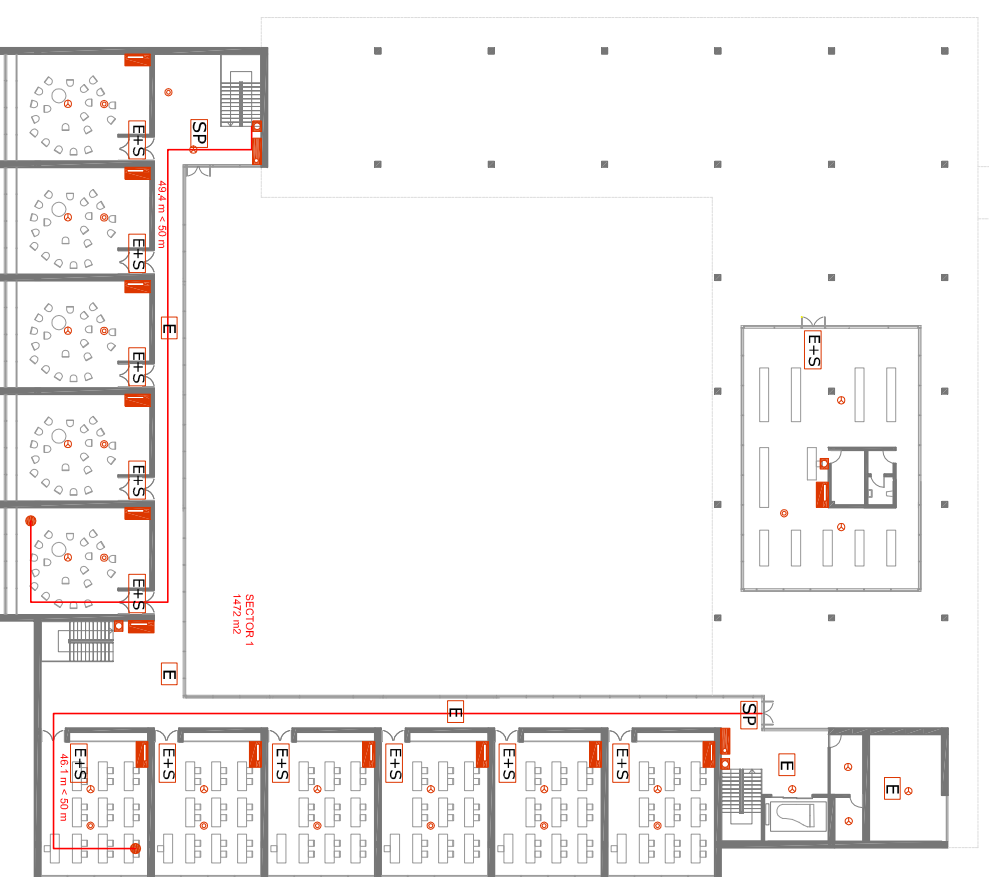 E+S
SP
49,4 m < 50 m
E+S
E
E+S
E+S
E+S
E+S
SECTOR 1
1472 m2
E
E
SP
E+S
E+S
E+S
E+S
E+S
E+S
46.1 m < 50 m
E
E